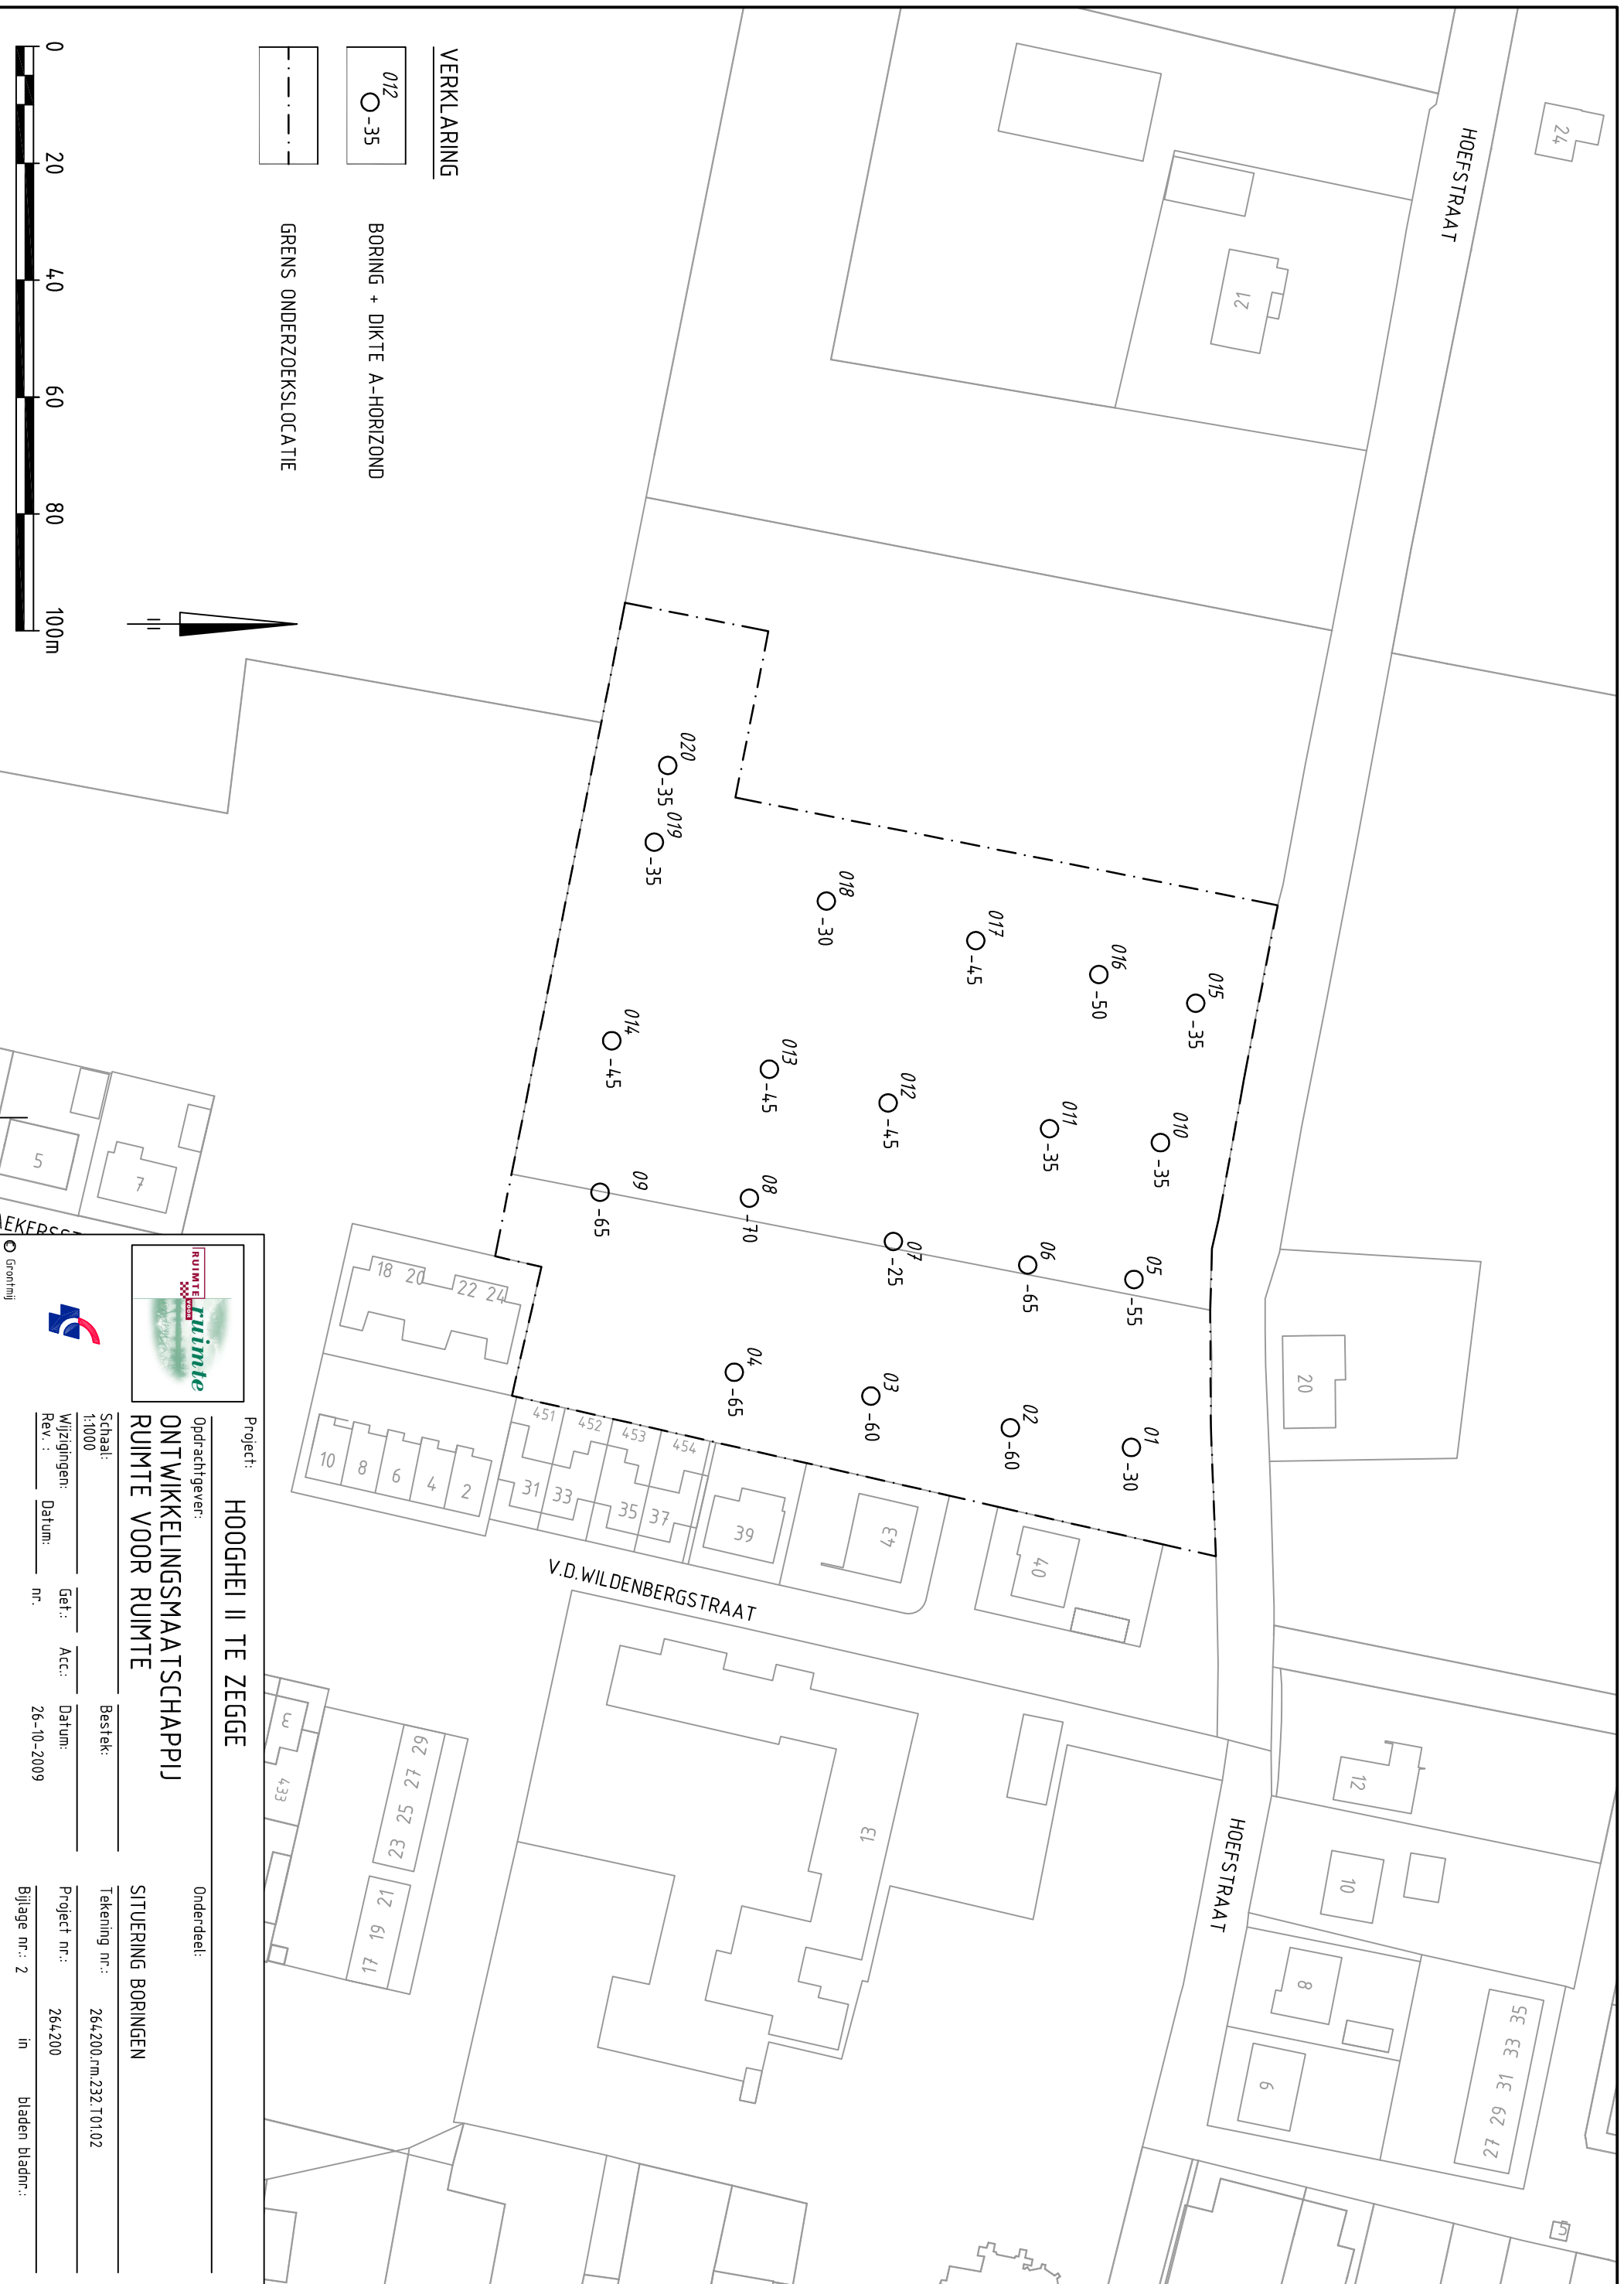 VERKLARING
012
-35
BORING + DIKTE A-HORIZOND
GRENS ONDERZOEKSLOCATIE
0 20 40 60 80 100m
HOEFSTRAAT
24
21
20
HOEFSTRAAT
12
10
8
6
27 29 31 33 35
5
015
-35
016
-50
017
-45
018
-30
019
-35
020
-35
010
-35
011
-35
012
-45
013
-45
014
-45
05
-55
06
-65
07
-25
08
-70
09
-65
01
-30
02
-60
03
-60
04
-65
40
43
39
454
453
452
451
37
35
33
31
2
4
6
8
10
18 20 22 24
V.D.WILDENBERGSTRAAT
13
5
7
23 25 27 29
17 19 21
3
433
RUIMTE
VOOR
ruimte
© Grontmij
Project:
HOOGHEI II TE ZEGGE
Opdrachtgever:
ONTWIKKELINGSMAATSCHAPPIJ
RUIMTE VOOR RUIMTE
Onderdeel:
SITUERING BORINGEN
Schaal:
1:1000
Bestek:
Tekening nr.: 264200.rm.232.T01.02
Wijzigingen: Get.: Acc.: Datum:
26-10-2009
Project nr.: 264200
Rev. : Datum: nr.
Bijlage nr.: 2 in bladen bladnr.: